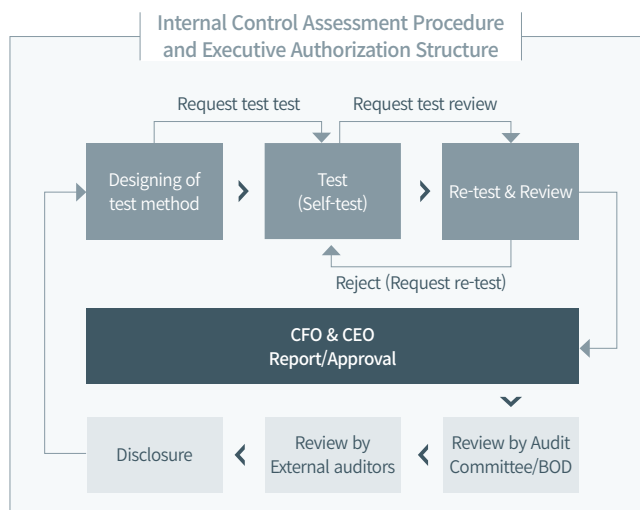 Internal Control Assessment Procedure
and Executive Authorization Structure
Request test test
Request test review
Designing of
test method
Test
(Self-test)
Re-test & Review
Reject (Request re-test)
CFO & CEO
Report/Approval
Disclosure
Review by
External auditors
Review by Audit
Committee/BOD